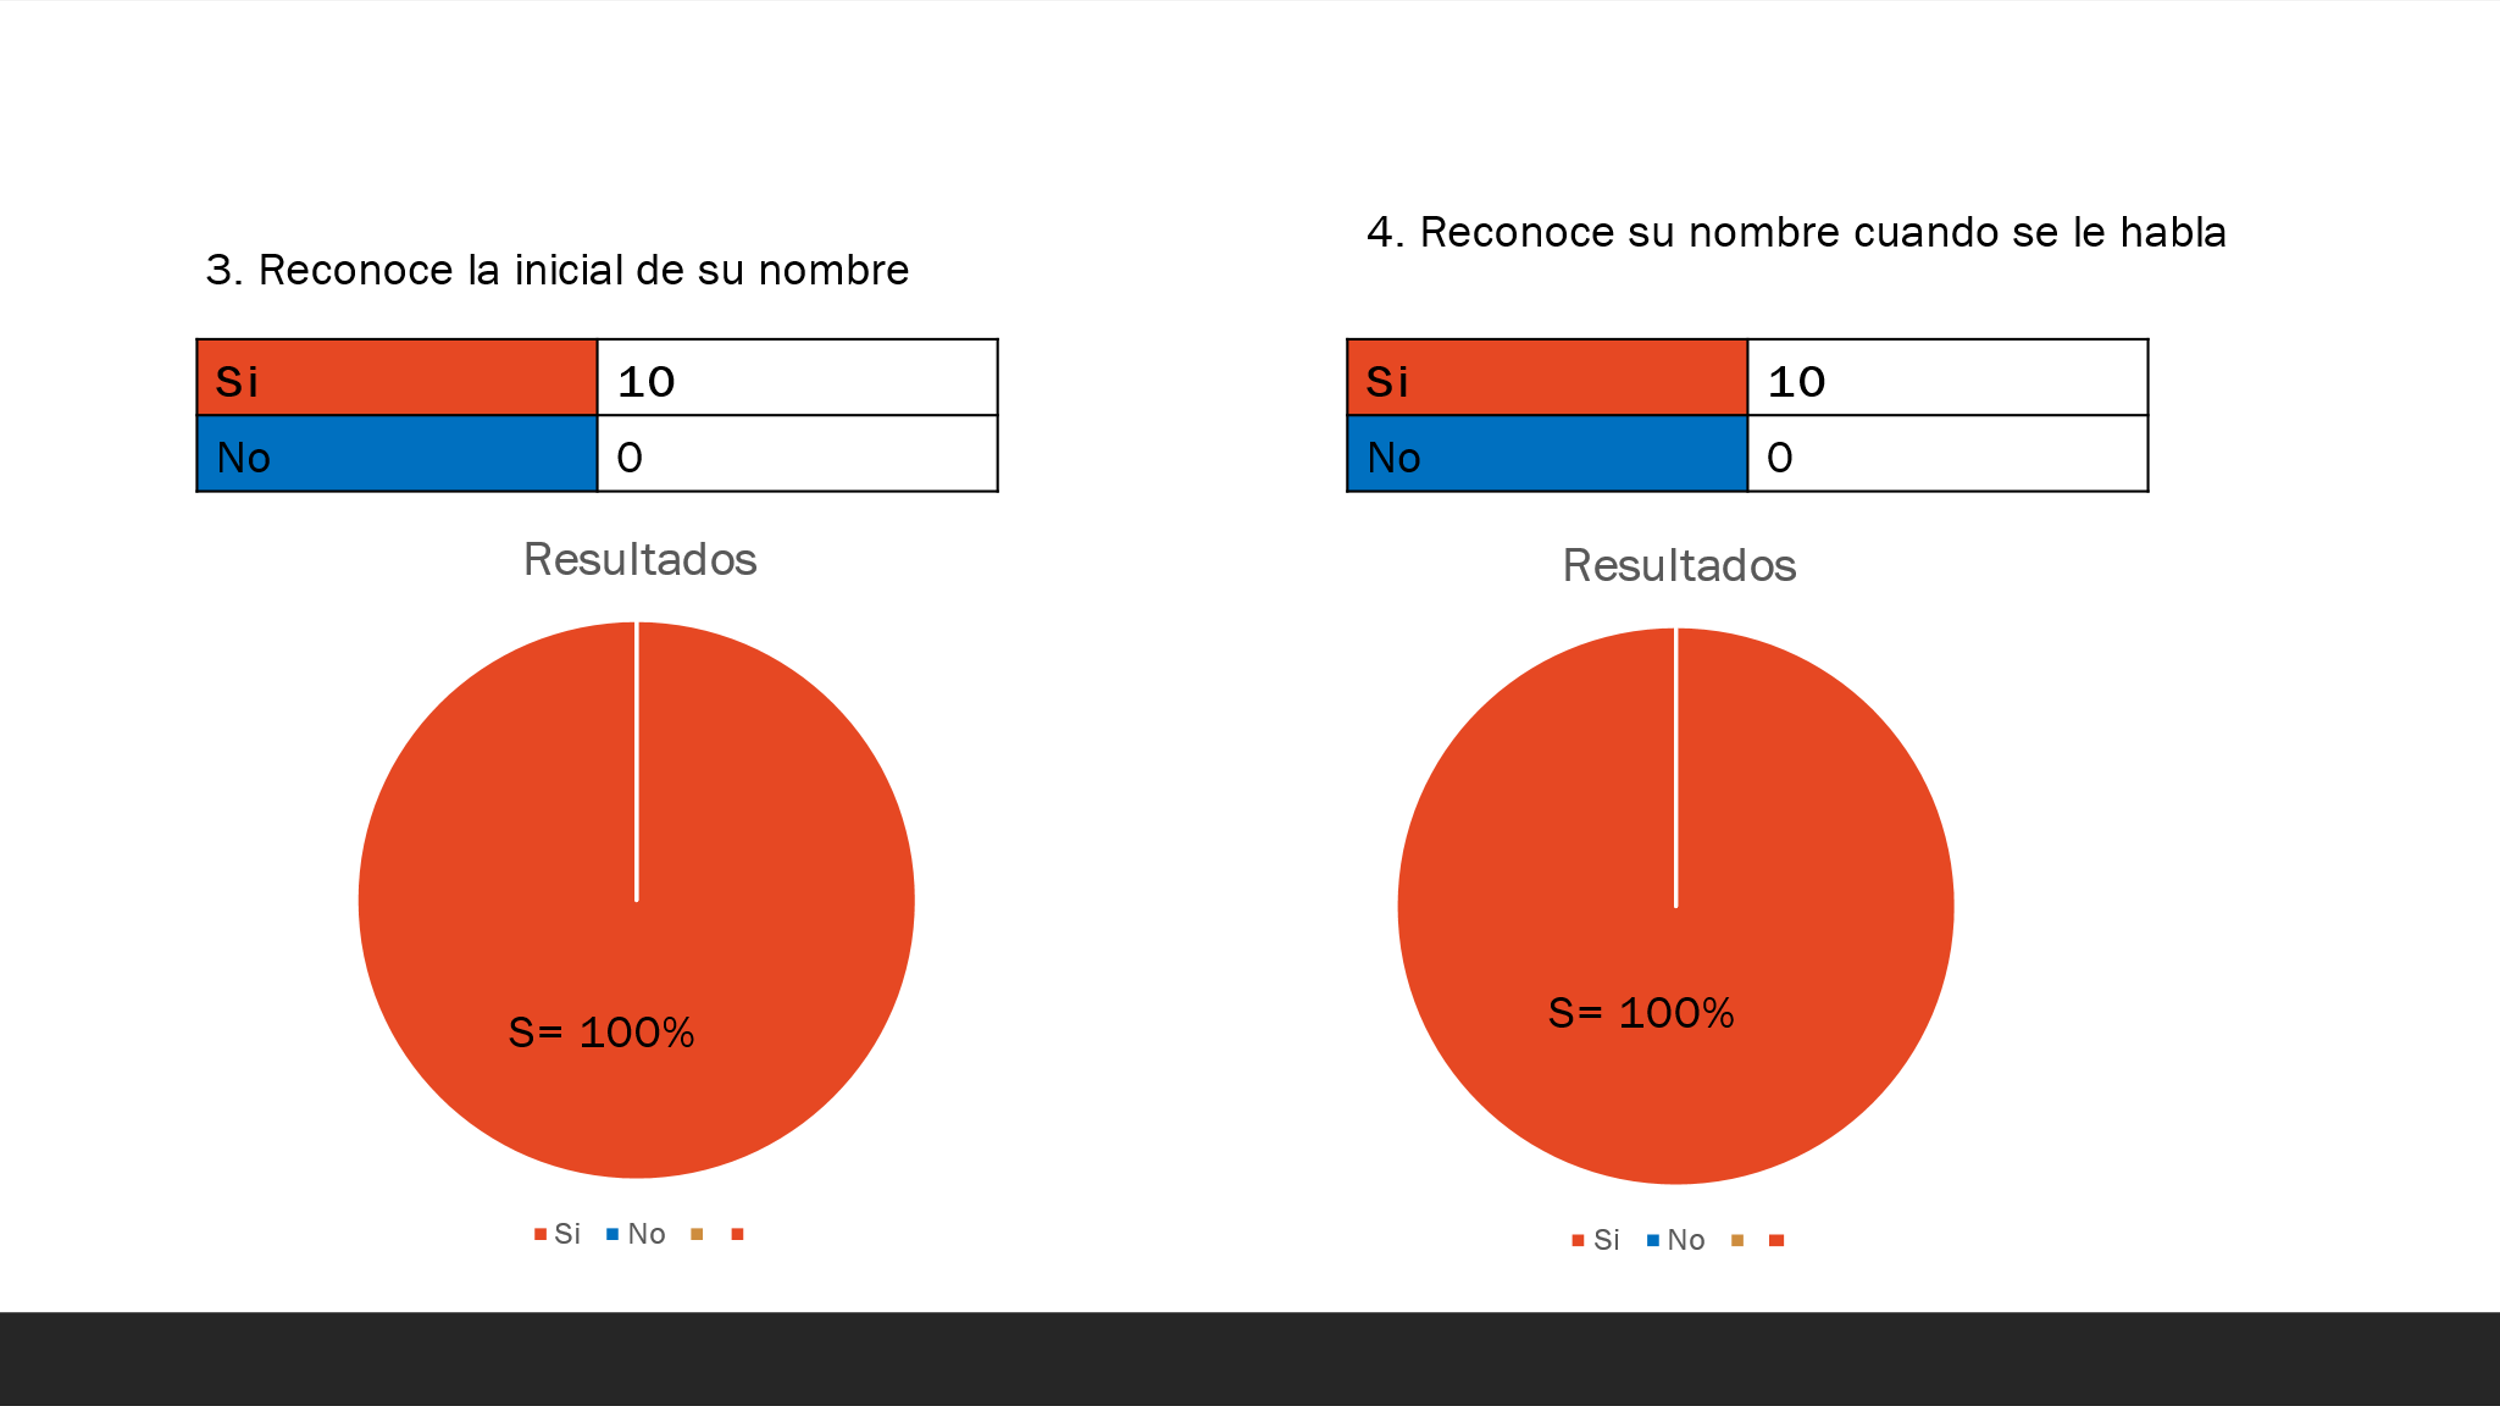 3. Reconoce la inicial de su nombre
Si 10
No 0
Resultados
S= 100%
Si No
4. Reconoce su nombre cuando se le habla
Si 10
No 0
Resultados
S= 100%
Si No